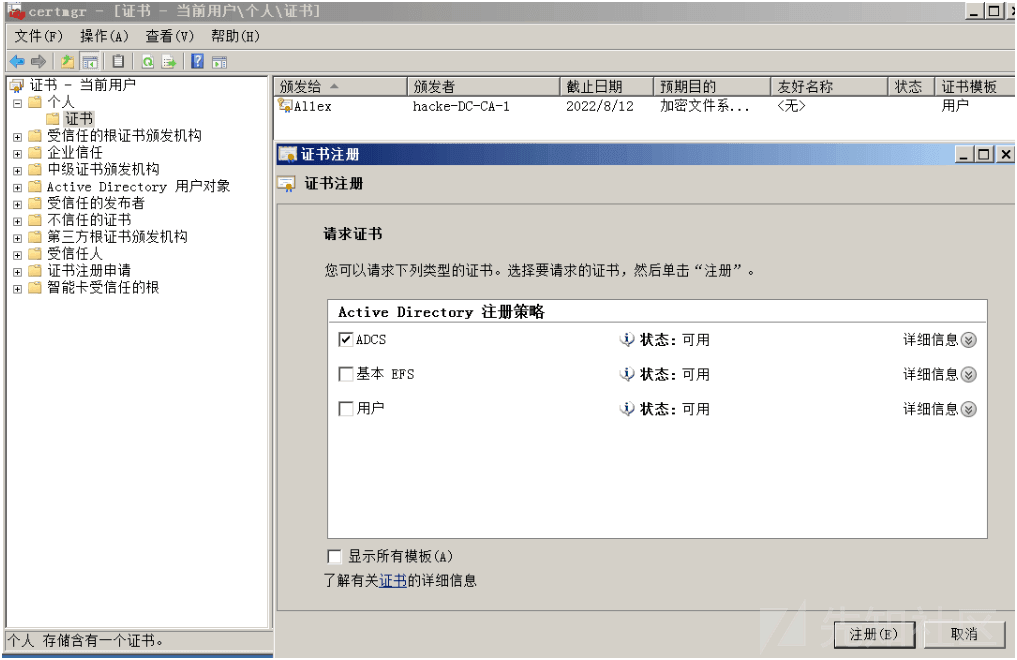 certmgr - [证书 - 当前用户\个人\证书]
文件(F) 操作(A) 查看(V) 帮助(H)
证书 - 当前用户
个人
证书
受信任的根证书颁发机构
企业信任
中级证书颁发机构
Active Directory 用户对象
受信任的发布者
不信任的证书
第三方根证书颁发机构
受信任人
证书注册申请
智能卡受信任的根
颁发给 颁发者 截止日期 预期目的 友好名称 状态 证书模板
Al1ex hacke-DC-CA-1 2022/8/12 加密文件系... <无> 用户
证书注册
证书注册
请求证书
您可以请求下列类型的证书。选择要请求的证书，然后单击“注册”。
Active Directory 注册策略
ADCS 状态：可用 详细信息
基本 EFS 状态：可用 详细信息
用户 状态：可用 详细信息
显示所有模板(A)
了解有关证书的详细信息
注册(E) 取消
个人 存储含有一个证书。
先知社区